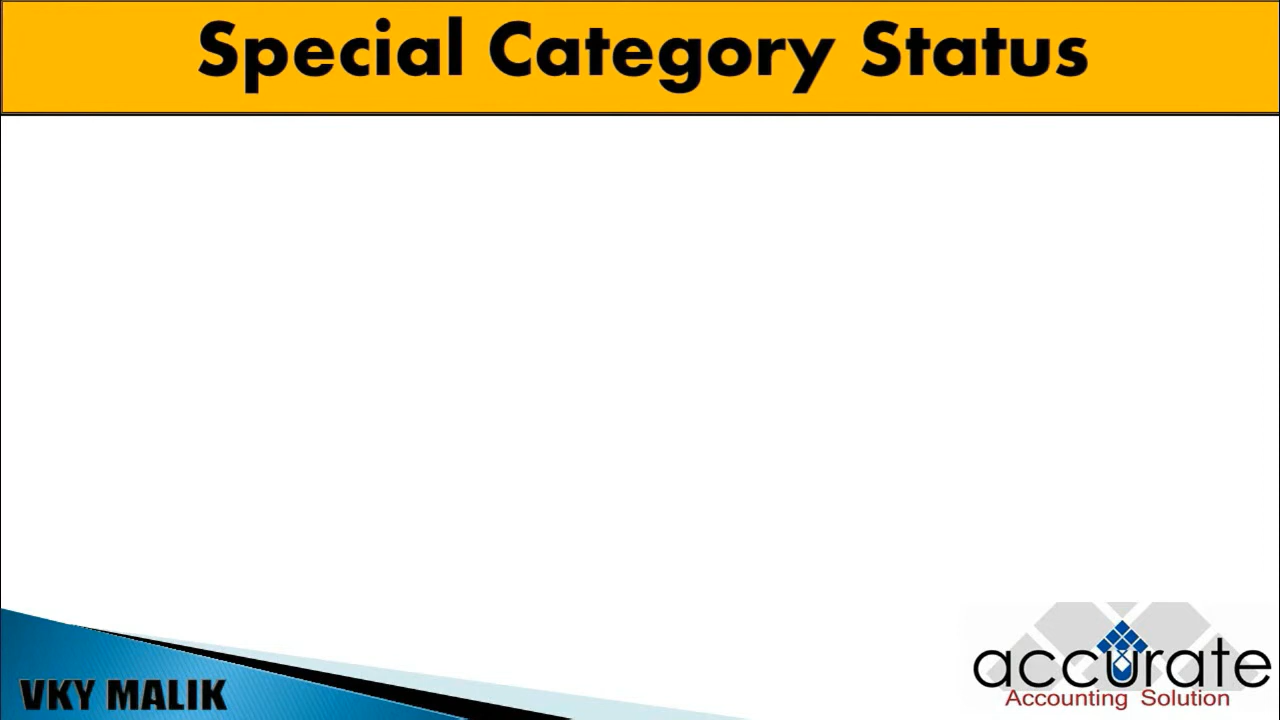 Special Category Status
VKY MALIK
accurate
Accounting Solution